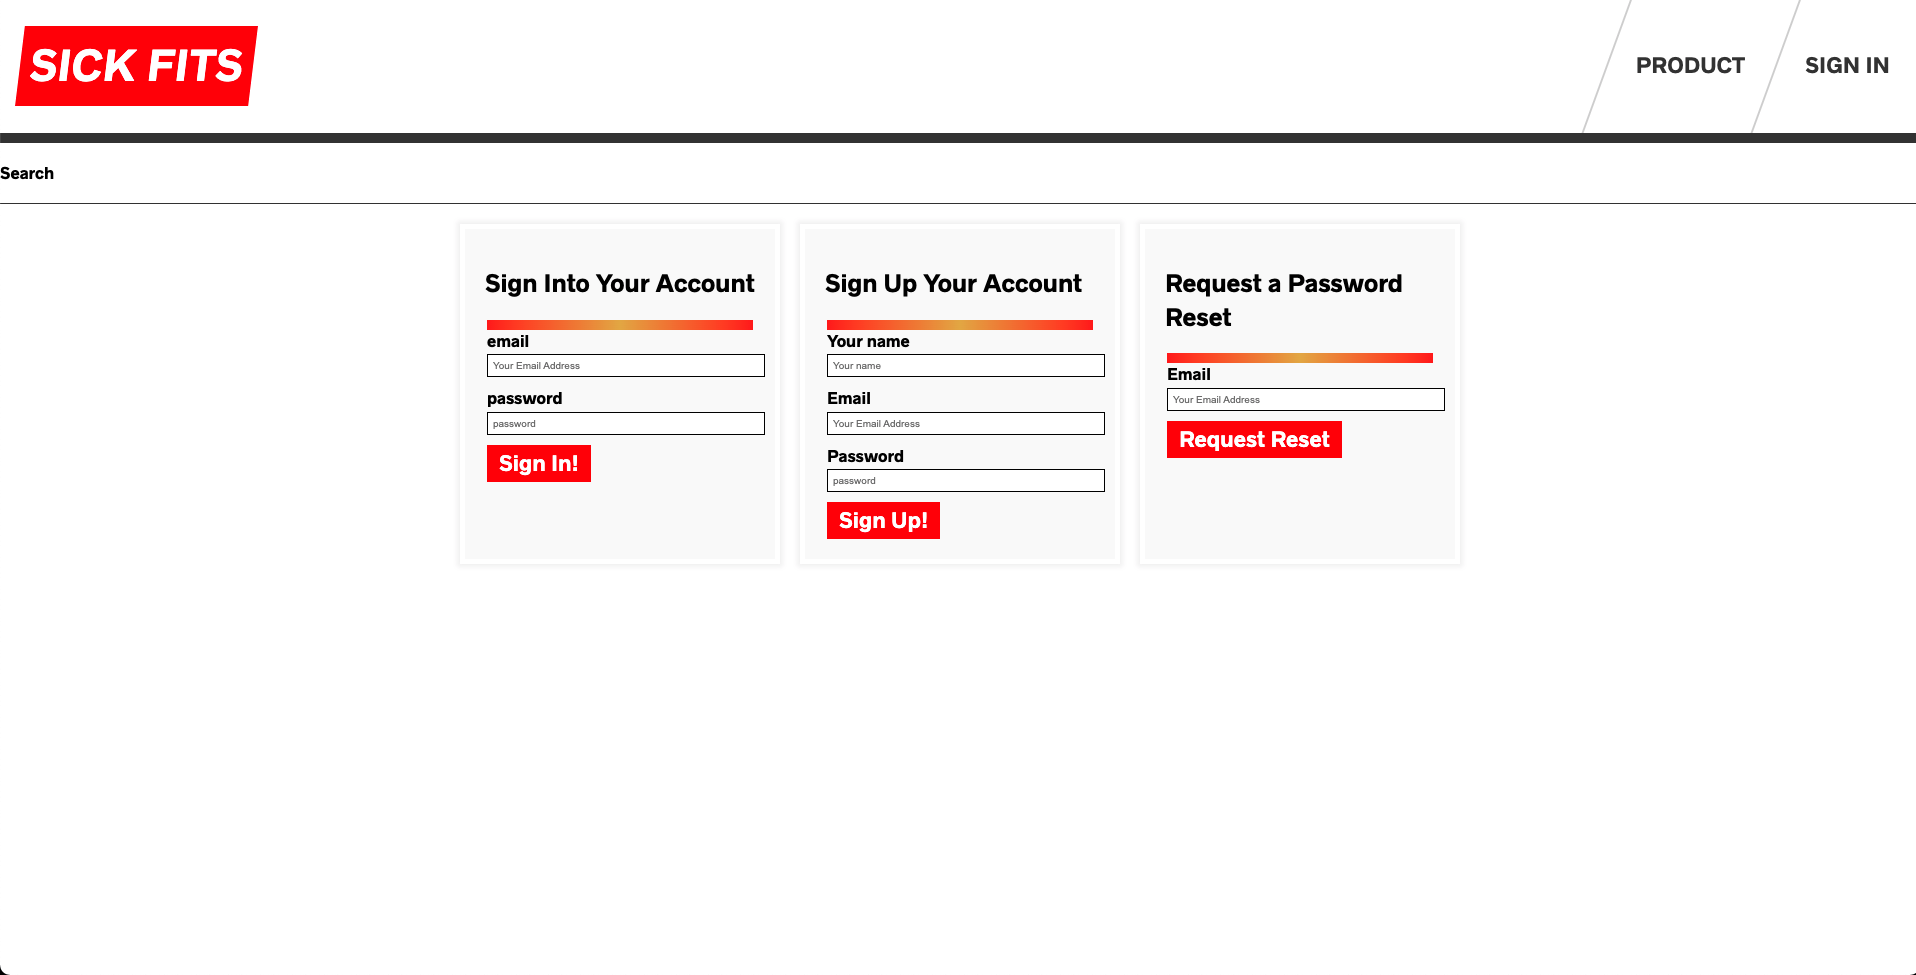 SICK FITS
PRODUCT
SIGN IN
Search
Sign Into Your Account
email
Your Email Address
password
password
Sign In!
Sign Up Your Account
Your name
Your name
Email
Your Email Address
Password
password
Sign Up!
Request a Password
Reset
Email
Your Email Address
Request Reset